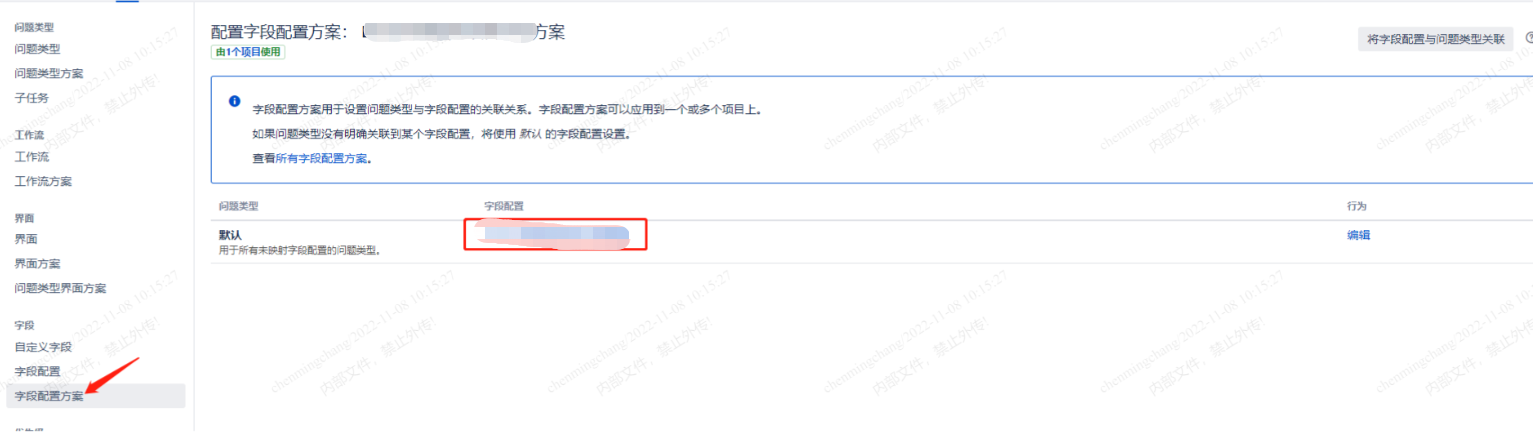 问题类型
问题类型
问题类型方案
子任务
工作流
工作流
工作流方案
界面
界面
界面方案
问题类型界面方案
字段
自定义字段
字段配置
字段配置方案
配置字段配置方案： 方案
由1个项目使用
将字段配置与问题类型关联
字段配置方案用于设置问题类型与字段配置的关联关系。字段配置方案可以应用到一个或多个项目上。
如果问题类型没有明确关联到某个字段配置，将使用 默认 的字段配置设置。
查看所有字段配置方案。
问题类型 字段配置 行为
默认 编辑
用于所有未映射字段配置的问题类型。
chenmingchang/2022-11-08 10:15:27
内部文件，禁止外传!